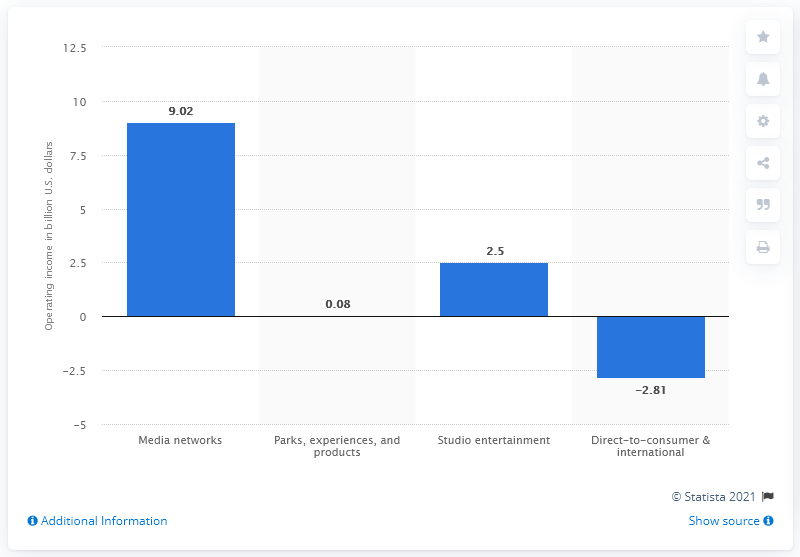 Operating income in billion U.S. dollars
12.5
10
7.5
5
2.5
0
−2.5
−5
9.02
0.08
2.5
−2.81
Media networks
Parks, experiences, and
products
Studio entertainment
Direct-to-consumer &
international
© Statista 2021
Additional Information
Show source